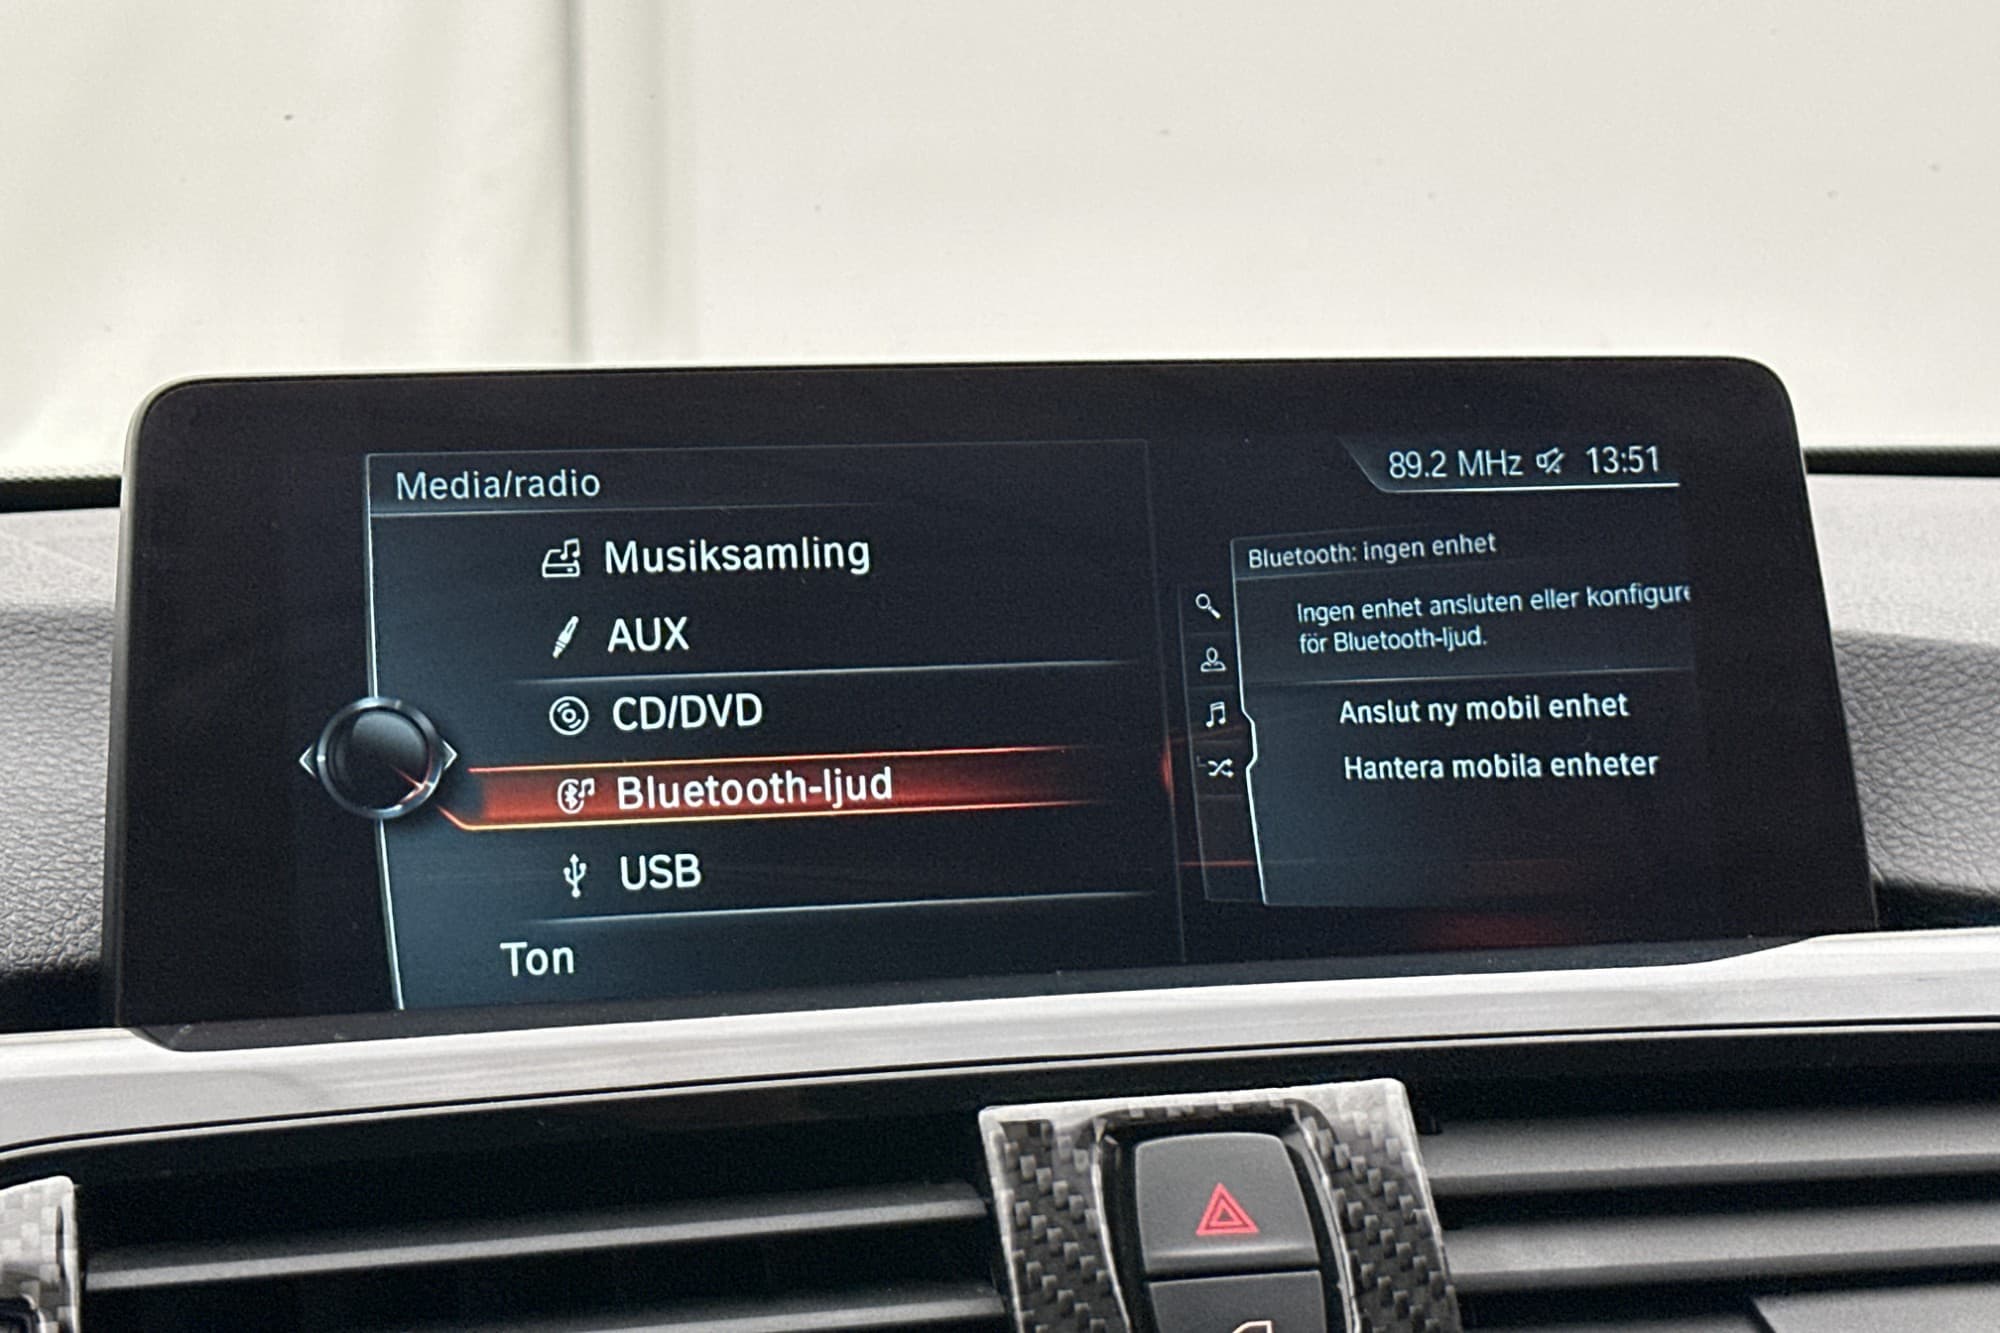 Media/radio
89.2 MHz 13:51
Musiksamling
AUX
CD/DVD
Bluetooth-ljud
USB
Ton
Bluetooth: ingen enhet
Ingen enhet ansluten eller konfigure
för Bluetooth-ljud.
Anslut ny mobil enhet
Hantera mobila enheter